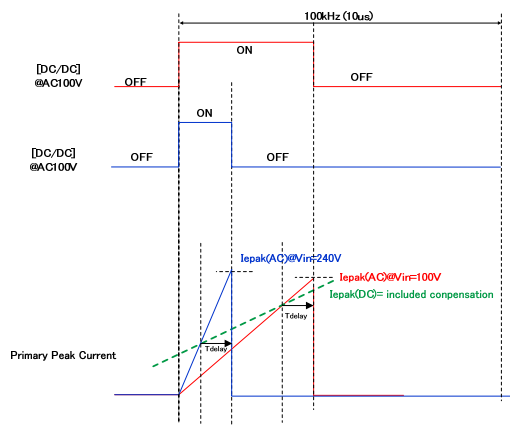 100kHz (10us)
ON
[DC/DC]
@AC100V
OFF
OFF
ON
[DC/DC]
@AC100V
OFF
OFF
Iepak(AC)@Vin=240V
Iepak(AC)@Vin=100V
Iepak(DC)= included conpensation
Tdelay
Tdelay
Primary Peak Current